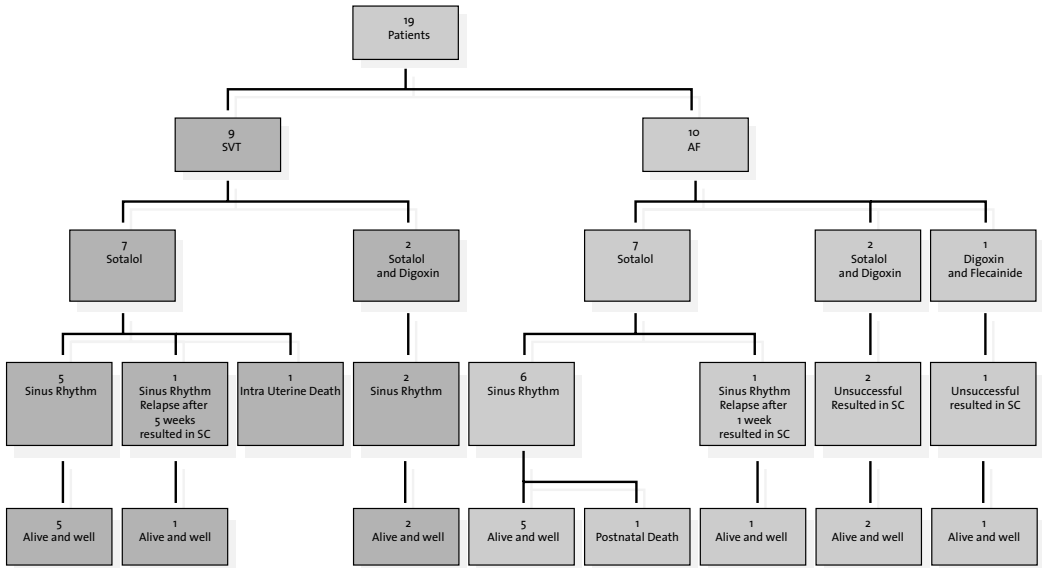 19
Patients
9
SVT
10
AF
7
Sotalol
2
Sotalol
and Digoxin
7
Sotalol
2
Sotalol
and Digoxin
1
Digoxin
and Flecainide
5
Sinus Rhythm
1
Sinus Rhythm
Relapse after
5 weeks
resulted in SC
1
Intra Uterine Death
2
Sinus Rhythm
6
Sinus Rhythm
1
Sinus Rhythm
Relapse after
1 week
resulted in SC
2
Unsuccessful
Resulted in SC
1
Unsuccessful
resulted in SC
5
Alive and well
1
Alive and well
2
Alive and well
5
Alive and well
1
Postnatal Death
1
Alive and well
2
Alive and well
1
Alive and well